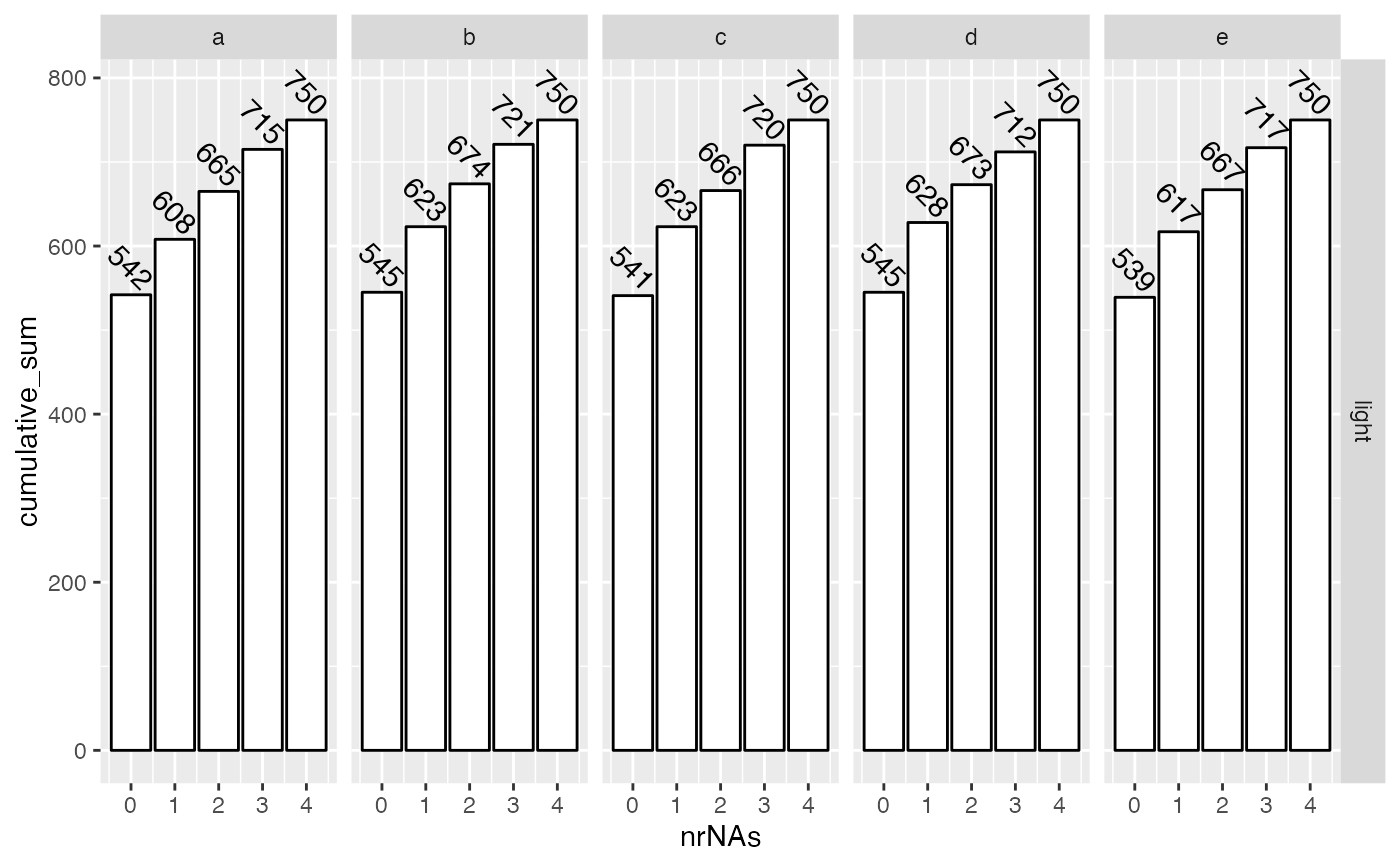 a b c d e
800
600
400
200
0
cumulative_sum
542 608 665 715 750
545 623 674 721 750
541 623 666 720 750
545 628 673 712 750
539 617 667 717 750
light
0 1 2 3 4 0 1 2 3 4 0 1 2 3 4 0 1 2 3 4 0 1 2 3 4
nrNAs